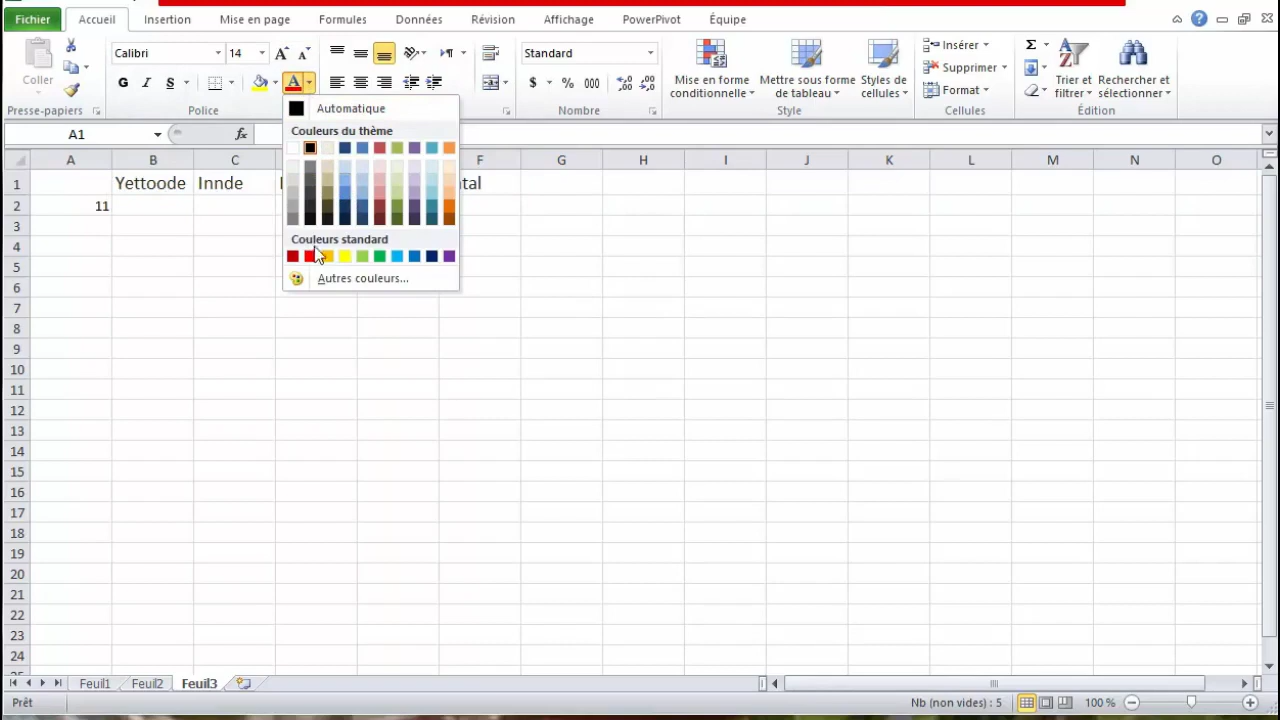 Fichier Accueil Insertion Mise en page Formules Données Révision Affichage PowerPivot Équipe
Coller
Presse-papiers
Calibri 14
G I S
Police
Standard
$ % 000
Nombre
Mise en forme conditionnelle
Mettre sous forme de tableau
Styles de cellules
Style
Insérer
Supprimer
Format
Cellules
Trier et filtrer
Rechercher et sélectionner
Édition
A1 fx
Automatique
Couleurs du thème
Couleurs standard
Autres couleurs...
A B C F G H I J K L M N O
1 Yettoode Innde
2 11
3
4
5
6
7
8
9
10
11
12
13
14
15
16
17
18
19
20
21
22
23
24
Feuil1 Feuil2 Feuil3
Prêt Nb (non vides) : 5 100 %